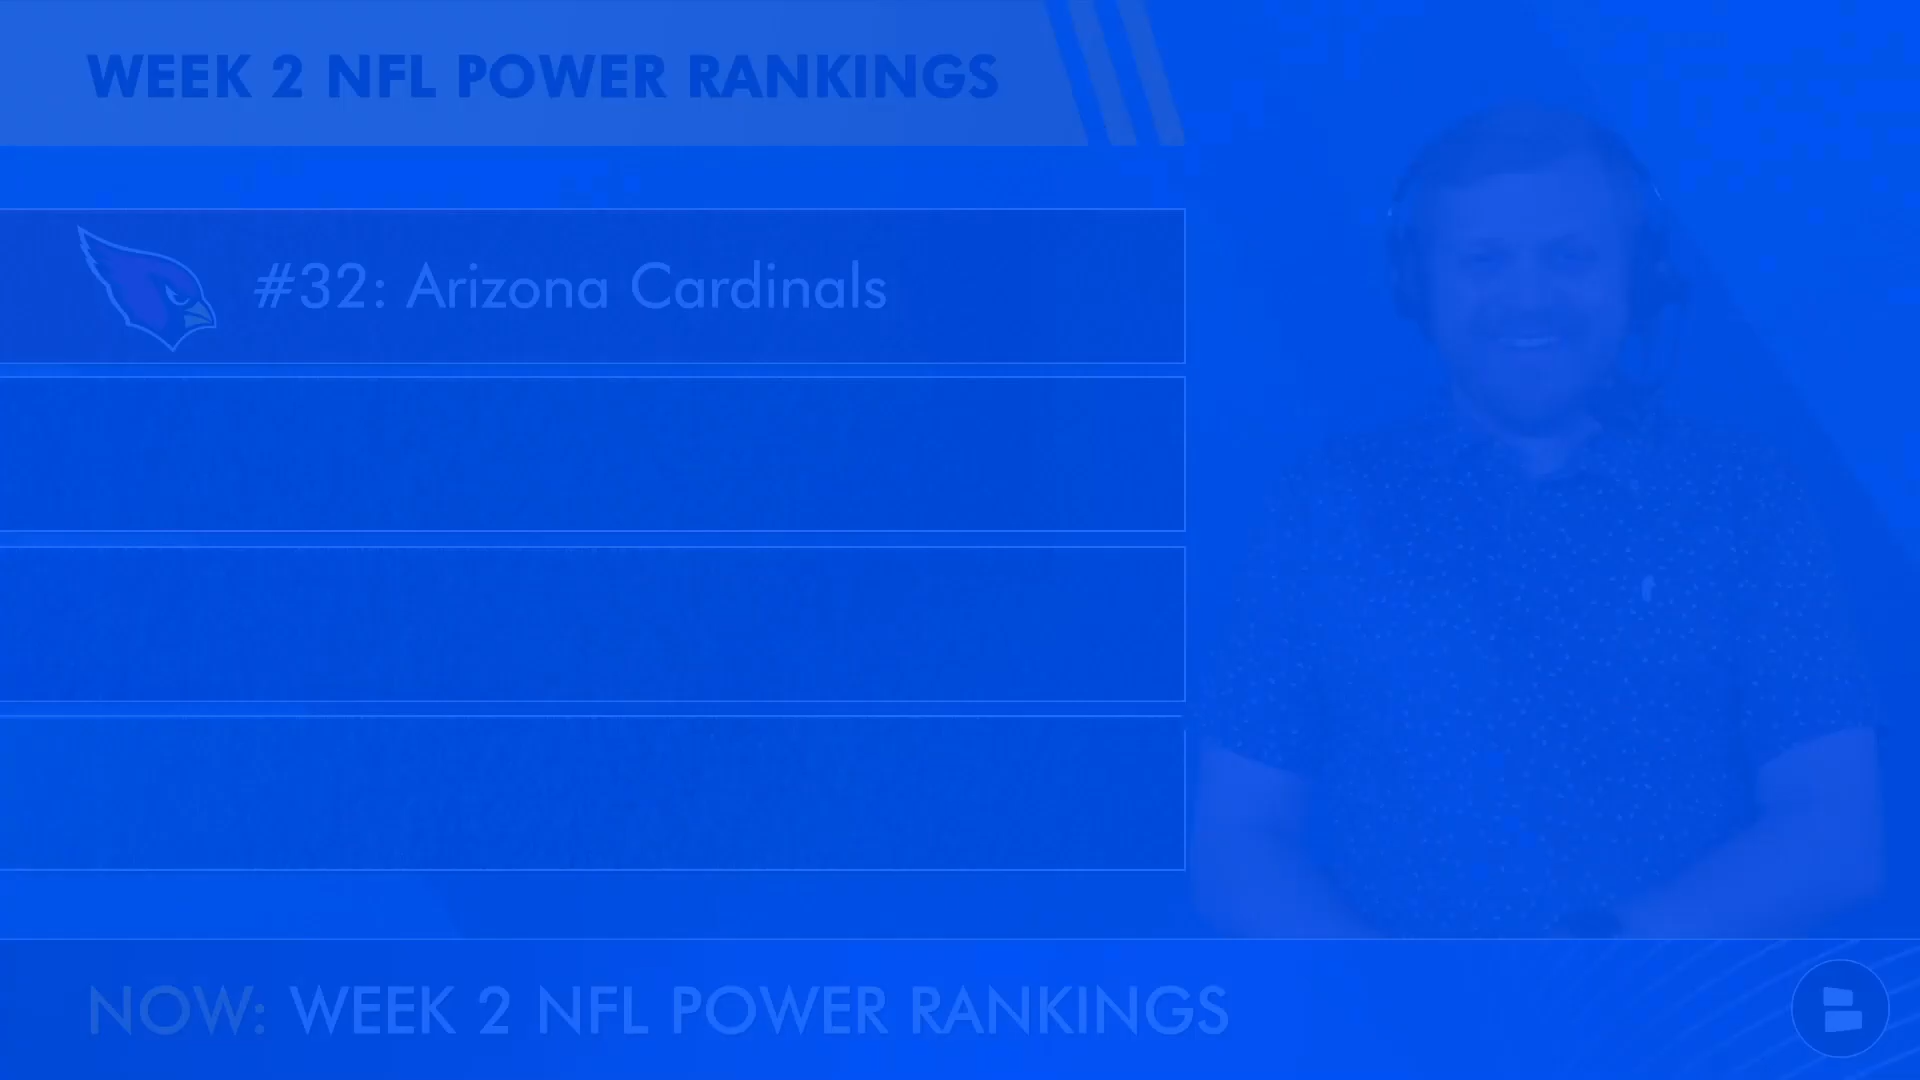 WEEK 2 NFL POWER RANKINGS
#32: Arizona Cardinals
NOW: WEEK 2 NFL POWER RANKINGS